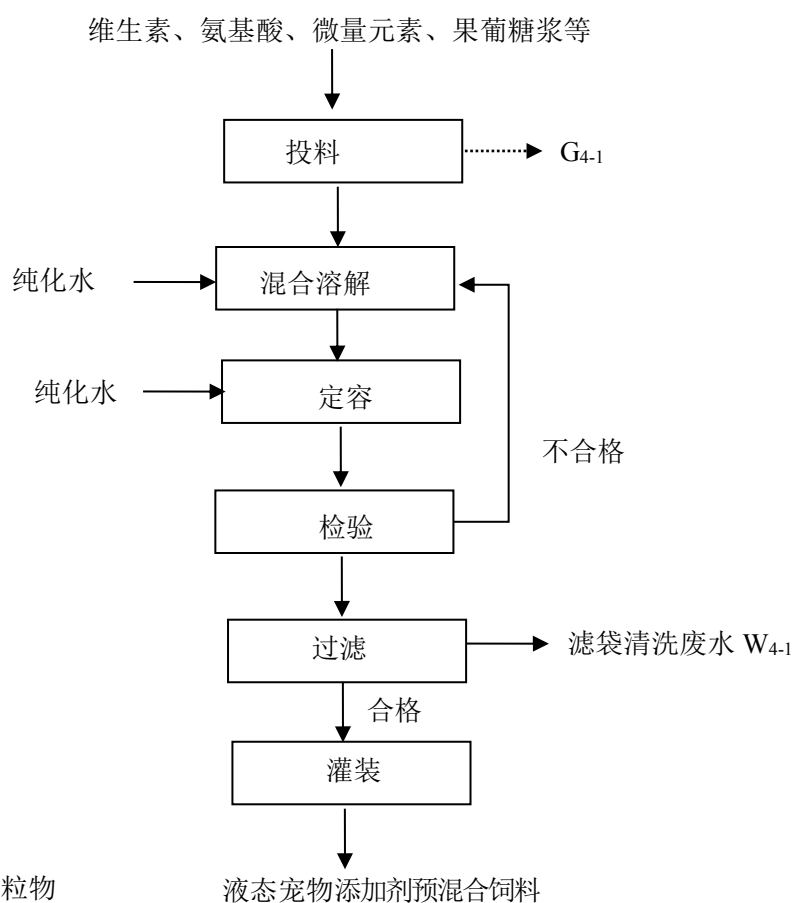 维生素、氨基酸、微量元素、果葡糖浆等
投料
G4-1
纯化水
混合溶解
纯化水
定容
不合格
检验
过滤
滤袋清洗废水 W4-1
合格
灌装
粒物
液态宠物添加剂预混合饲料